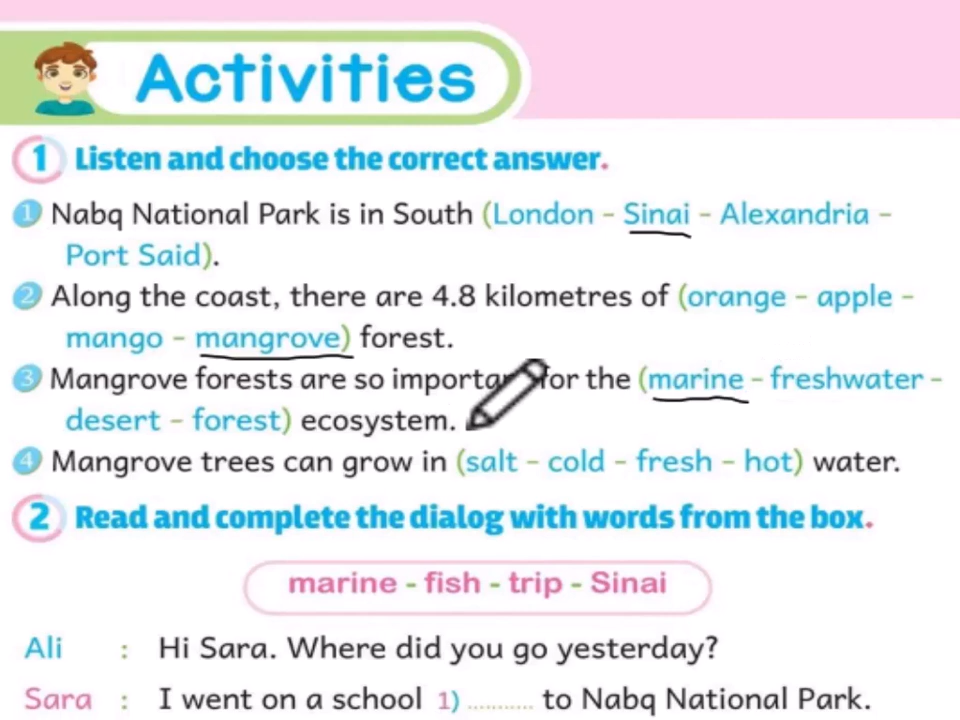 Activities
1 Listen and choose the correct answer.
1 Nabq National Park is in South (London - Sinai - Alexandria -
Port Said).
2 Along the coast, there are 4.8 kilometres of (orange - apple -
mango - mangrove) forest.
3 Mangrove forests are so important for the (marine - freshwater -
desert - forest) ecosystem.
4 Mangrove trees can grow in (salt - cold - fresh - hot) water.
2 Read and complete the dialog with words from the box.
marine - fish - trip - Sinai
Ali : Hi Sara. Where did you go yesterday?
Sara : I went on a school 1) ........... to Nabq National Park.